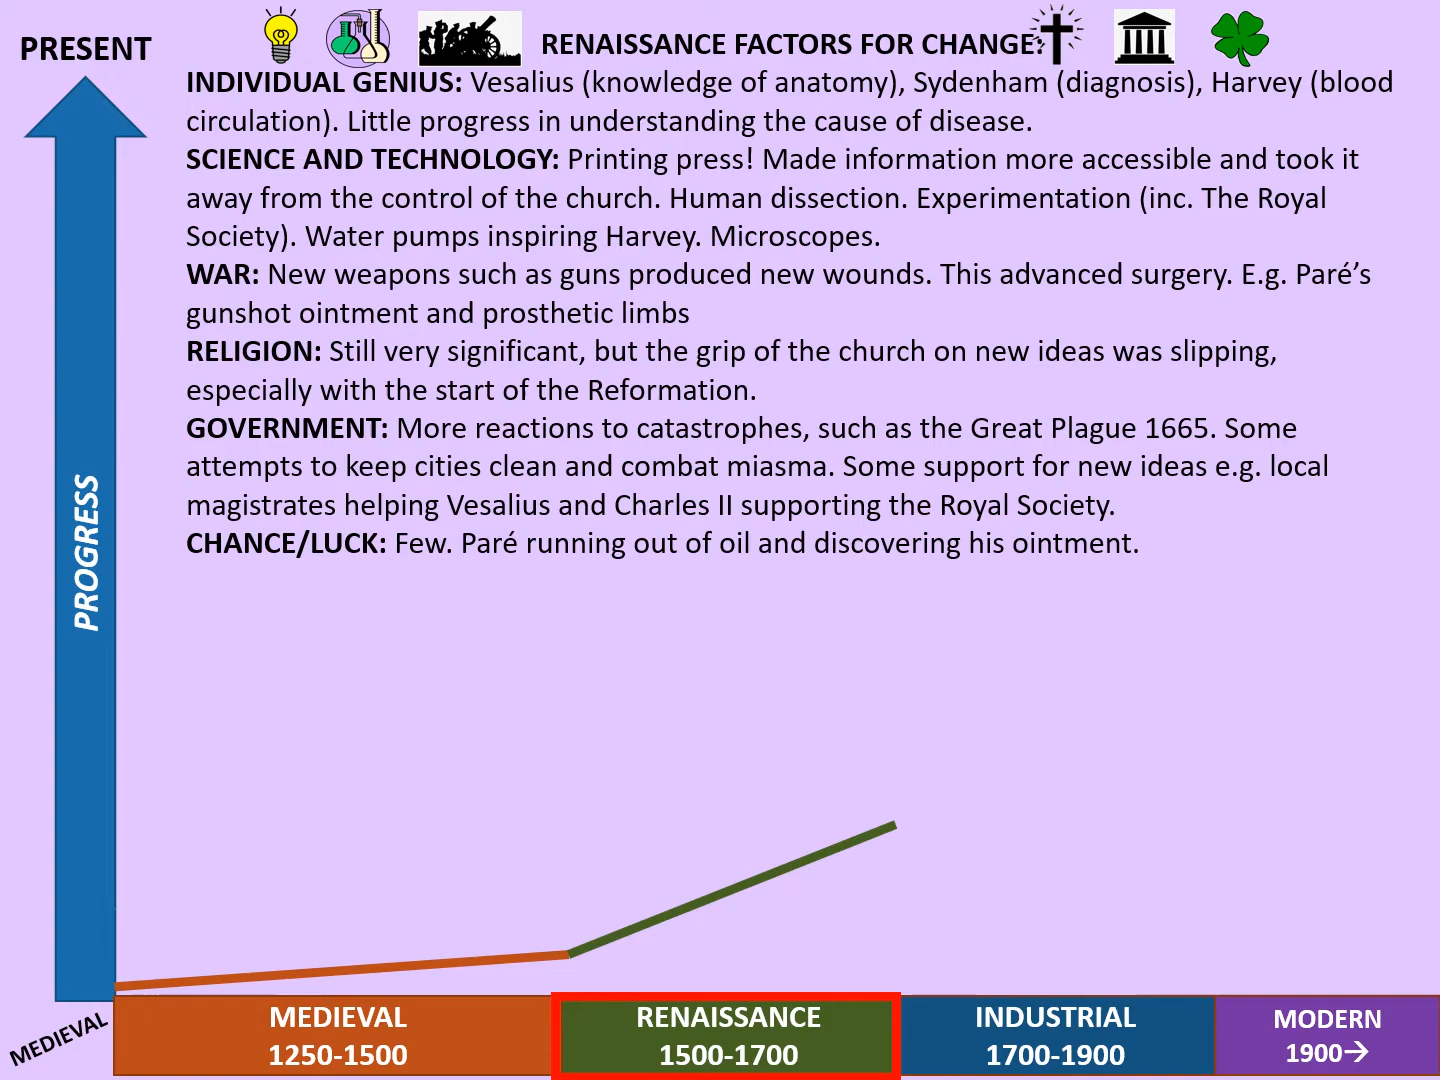 PRESENT
RENAISSANCE FACTORS FOR CHANGE:
INDIVIDUAL GENIUS: Vesalius (knowledge of anatomy), Sydenham (diagnosis), Harvey (blood
circulation). Little progress in understanding the cause of disease.
SCIENCE AND TECHNOLOGY: Printing press! Made information more accessible and took it
away from the control of the church. Human dissection. Experimentation (inc. The Royal
Society). Water pumps inspiring Harvey. Microscopes.
WAR: New weapons such as guns produced new wounds. This advanced surgery. E.g. Paré’s
gunshot ointment and prosthetic limbs
RELIGION: Still very significant, but the grip of the church on new ideas was slipping,
especially with the start of the Reformation.
GOVERNMENT: More reactions to catastrophes, such as the Great Plague 1665. Some
attempts to keep cities clean and combat miasma. Some support for new ideas e.g. local
magistrates helping Vesalius and Charles II supporting the Royal Society.
CHANCE/LUCK: Few. Paré running out of oil and discovering his ointment.
PROGRESS
MEDIEVAL
MEDIEVAL
1250-1500
RENAISSANCE
1500-1700
INDUSTRIAL
1700-1900
MODERN
1900→